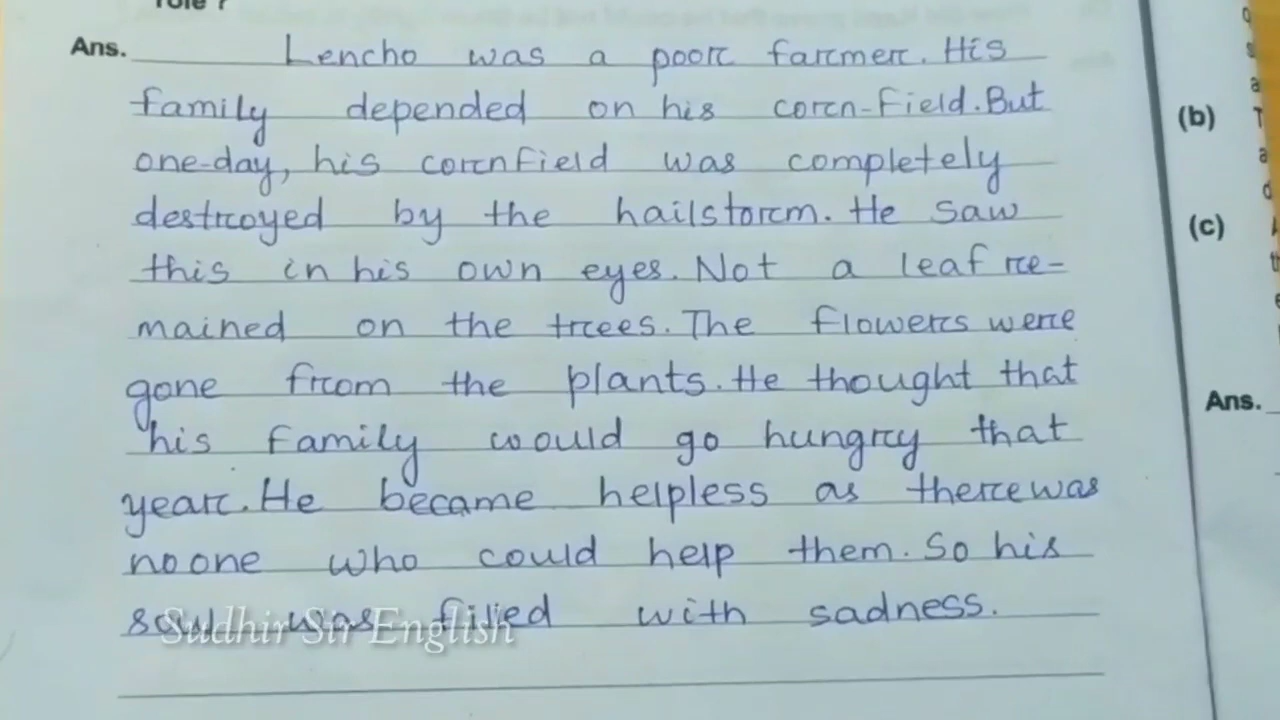 role ?
Ans. Lencho was a poor farmer. His
family depended on his corn-field. But
one-day, his cornfield was completely
destroyed by the hailstorm. He saw
this in his own eyes. Not a leaf re-
mained on the trees. The flowers were
gone from the plants. He thought that
his family would go hungry that
year. He became helpless as there was
no one who could help them. So his
soul was filled with sadness.
Sudhir Sir English
(b)
(c)
Ans.